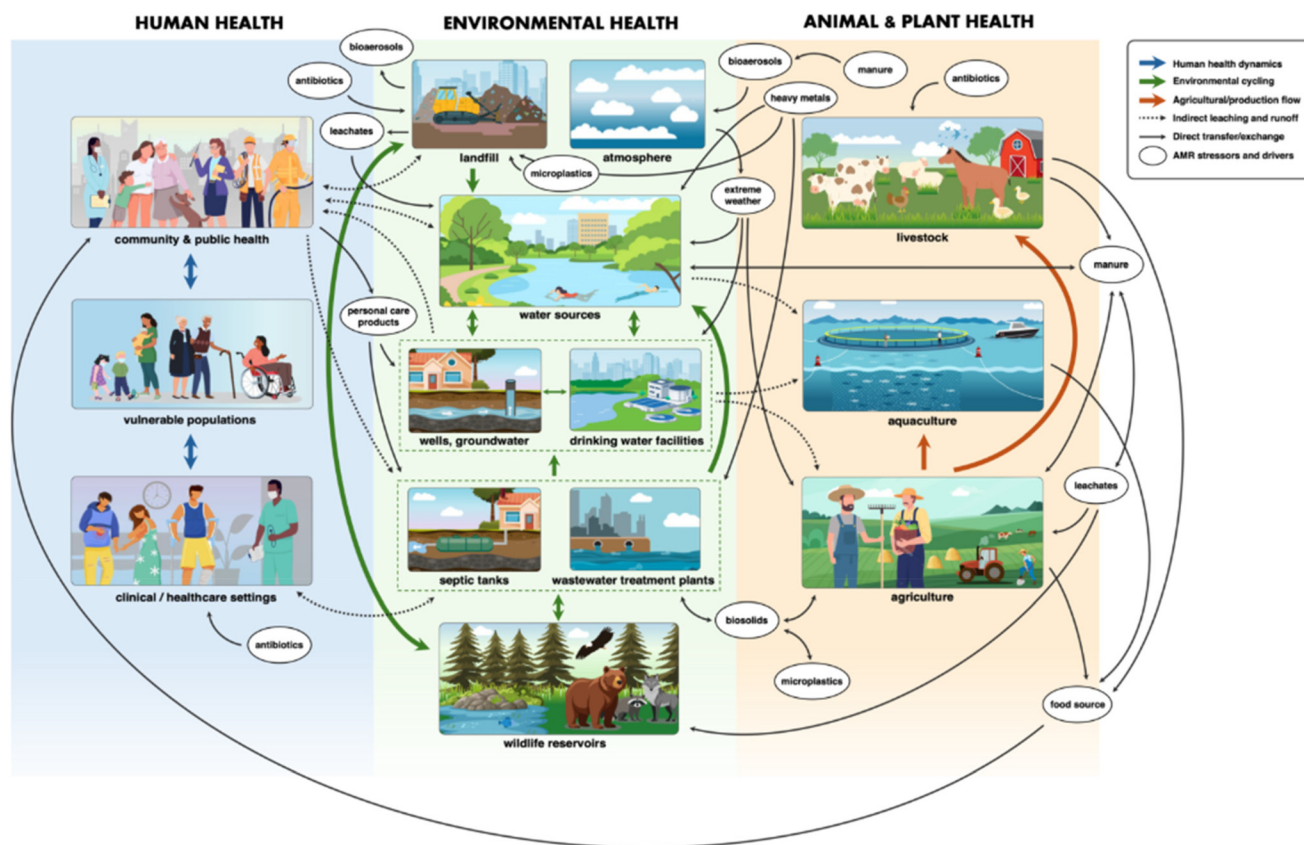 HUMAN HEALTH
ENVIRONMENTAL HEALTH
ANIMAL & PLANT HEALTH
bioaerosols
antibiotics
leachates
landfill
atmosphere
microplastics
bioaerosols
manure
heavy metals
antibiotics
extreme
weather
community & public health
water sources
livestock
manure
personal care
products
vulnerable populations
wells, groundwater
drinking water facilities
aquaculture
leachates
clinical / healthcare settings
septic tanks
wastewater treatment plants
agriculture
antibiotics
biosolids
microplastics
wildlife reservoirs
food source
Human health dynamics
Environmental cycling
Agricultural/production flow
Indirect leaching and runoff
Direct transfer/exchange
AMR stressors and drivers